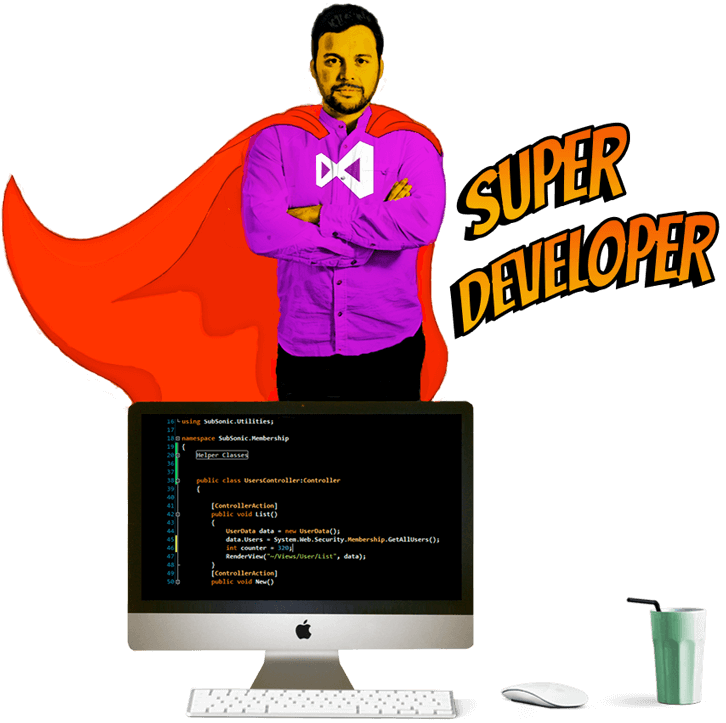 SUPER
DEVELOPER
16 using SubSonic.Utilities;
17
18 namespace SubSonic.Membership
19 {
20 Helper Classes
36
37
38 public class UsersController:Controller
39 {
40
41 [ControllerAction]
42 public void List()
43 {
44 UserData data = new UserData();
45 data.Users = System.Web.Security.Membership.GetAllUsers();
46 int counter = 320;
47 RenderView("~/Views/User/List", data);
48 }
49 [ControllerAction]
50 public void New()